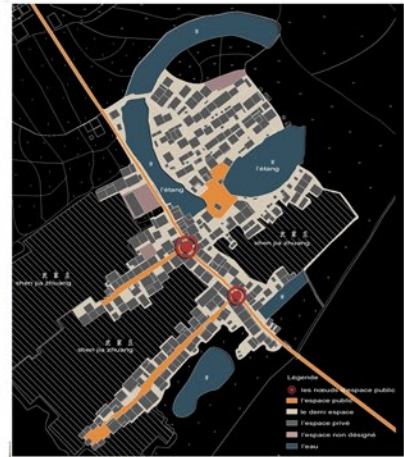 l'étang
l'étang
shen jia zhuang
shen jia zhuang
shen jia zhuang
Légende
les nœuds d'espace public
l'espace public
le demi espace
l'espace privé
l'espace non désigné
l'eau